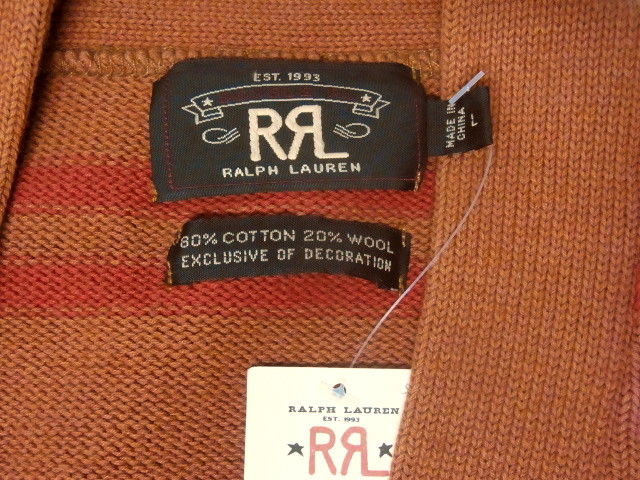 EST. 1993
RRL
RALPH LAUREN
MADE IN
CHINA
L
80% COTTON 20% WOOL
EXCLUSIVE OF DECORATION
RALPH LAUREN
EST. 1993
RRL